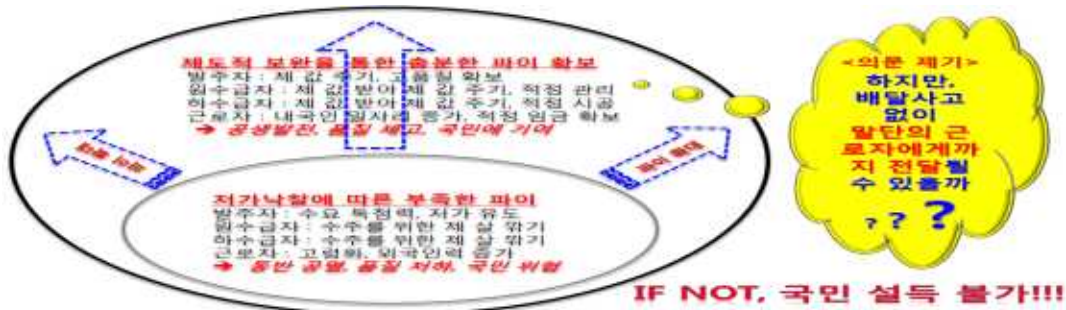 제도적 보완을 통한 충분한 파이 확보
발주자 : 제 값 주기, 고품질 확보
원수급자 : 제 값 받아 제 값 주기, 적정 관리
하수급자 : 제 값 받아 제 값 주기, 적정 시공
근로자 : 내국인 일자리 증가, 적정 임금 확보
➔ 공생발전, 품질 제고, 국민에 기여
파이 확대
저가낙찰에 따른 부족한 파이
발주자 : 수요 독점력, 저가 유도
원수급자 : 수주를 위한 제 살 깎기
하수급자 : 수주를 위한 제 살 깎기
근로자 : 고령화, 외국인력 증가
➔ 동반 공멸, 품질 저하, 국민 위협
<의문 제기>
하지만,
배달사고
없이
말단의 근
로자에게까
지 전달될
수 있을까
? ? ?
IF NOT, 국민 설득 불가!!!